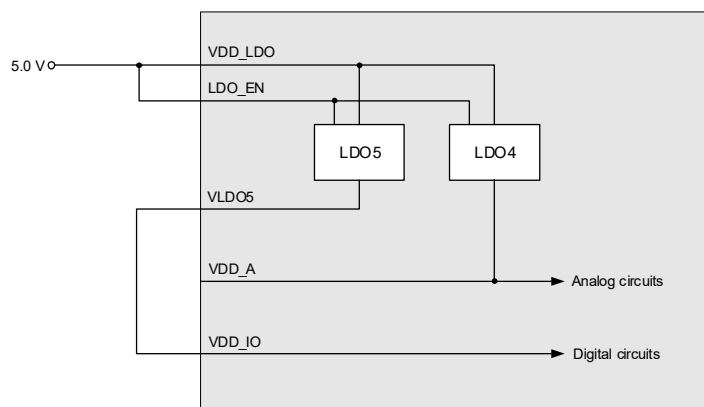 VDD_LDO
5.0 V
LDO_EN
LDO5
LDO4
VLDO5
VDD_A
Analog circuits
VDD_IO
Digital circuits